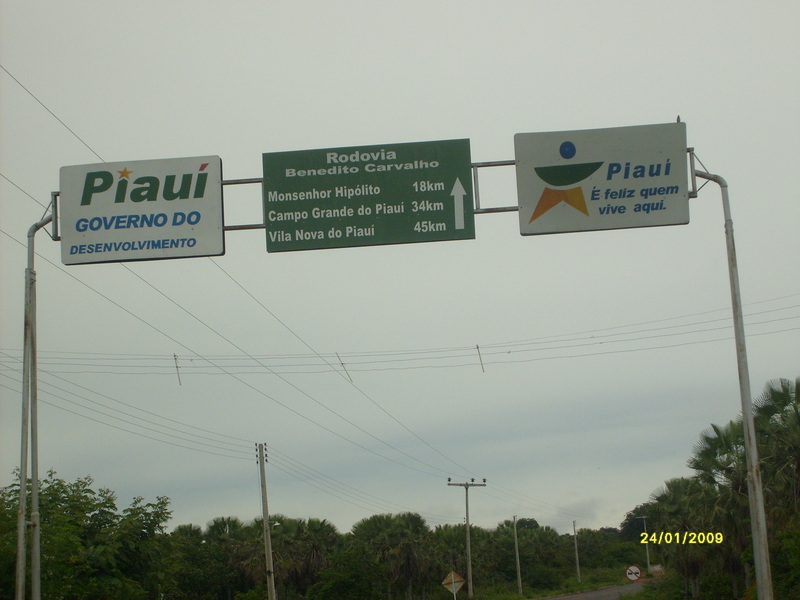 Piauí
GOVERNO DO
DESENVOLVIMENTO
Rodovia
Benedito Carvalho
Monsenhor Hipólito 18km
Campo Grande do Piauí 34km
Vila Nova do Piauí 45km
Piauí
É feliz quem
vive aqui.
24/01/2009